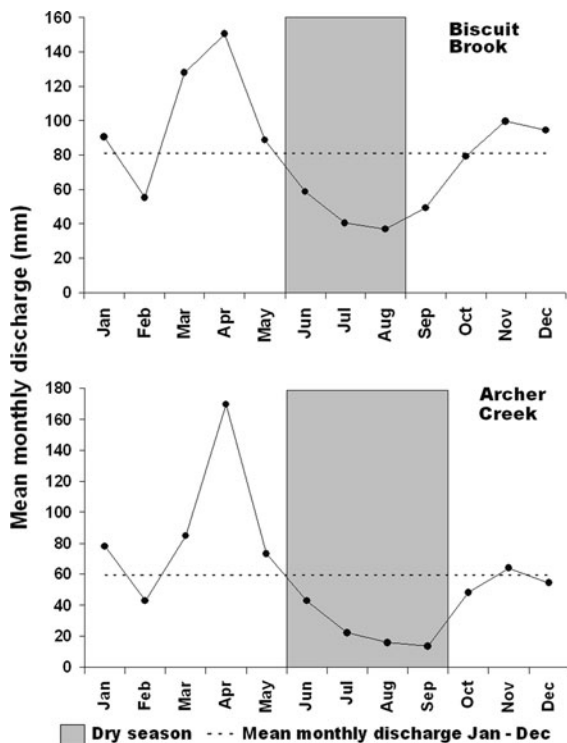 Mean monthly discharge (mm)
Biscuit
Brook
160
140
120
100
80
60
40
20
0
Jan
Feb
Mar
Apr
May
Jun
Jul
Aug
Sep
Oct
Nov
Dec
Archer
Creek
180
160
140
120
100
80
60
40
20
0
Jan
Feb
Mar
Apr
May
Jun
Jul
Aug
Sep
Oct
Nov
Dec
Dry season
Mean monthly discharge Jan - Dec